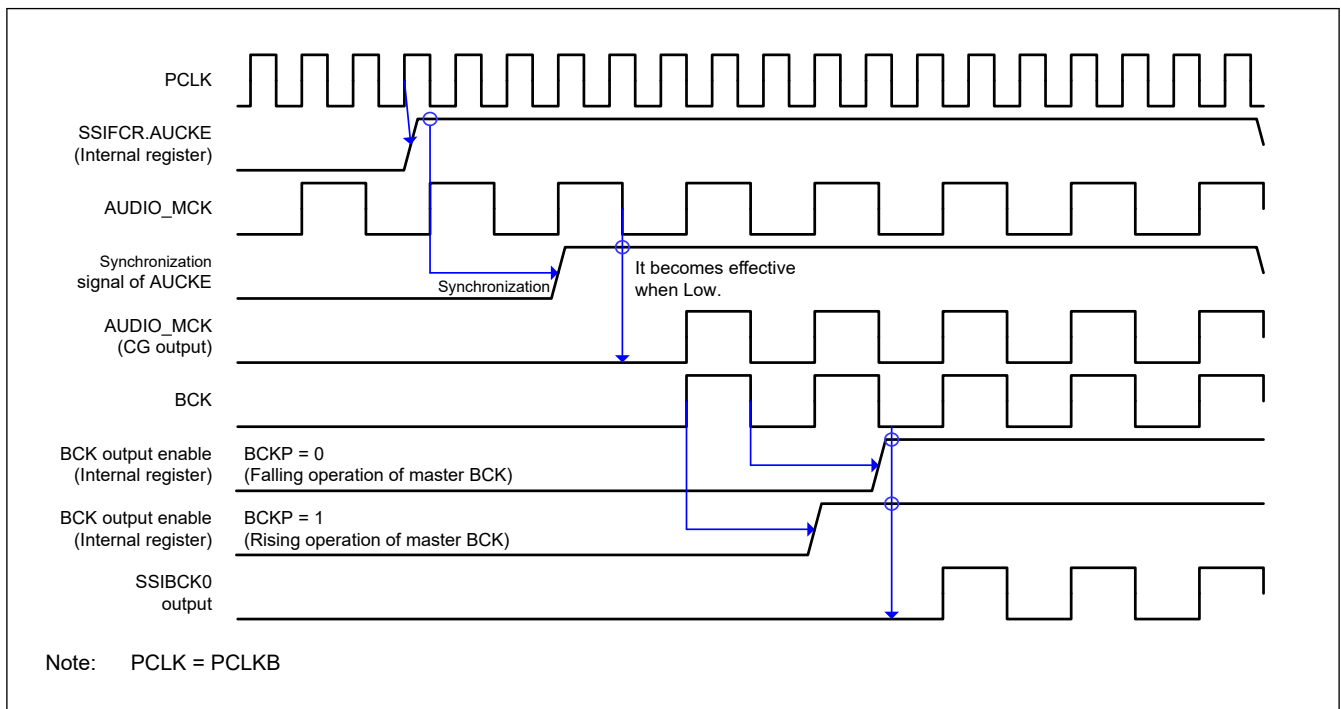 PCLK
SSIFCR.AUCKE
(Internal register)
AUDIO_MCK
Synchronization
signal of AUCKE
Synchronization
It becomes effective
when Low.
AUDIO_MCK
(CG output)
BCK
BCK output enable
(Internal register)
BCKP = 0
(Falling operation of master BCK)
BCK output enable
(Internal register)
BCKP = 1
(Rising operation of master BCK)
SSIBCK0
output
Note: PCLK = PCLKB